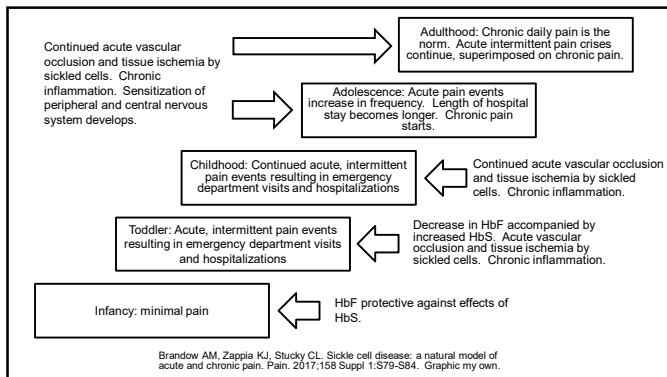 Adulthood: Chronic daily pain is the
norm.  Acute intermittent pain crises
continue, superimposed on chronic pain.
Continued acute vascular
occlusion and tissue ischemia by
sickled cells.  Chronic
inflammation.  Sensitization of
peripheral and central nervous
system develops.
Adolescence: Acute pain events
increase in frequency.  Length of hospital
stay becomes longer.  Chronic pain
starts.
Childhood: Continued acute, intermittent
pain events resulting in emergency
department visits and hospitalizations
Continued acute vascular occlusion
and tissue ischemia by sickled
cells.  Chronic inflammation.
Toddler: Acute, intermittent pain events
resulting in emergency department visits
and hospitalizations
Decrease in HbF accompanied by
increased HbS.  Acute vascular
occlusion and tissue ischemia by
sickled cells.  Chronic inflammation.
Infancy: minimal pain
HbF protective against effects of
HbS.
Brandow AM, Zappia KJ, Stucky CL. Sickle cell disease: a natural model of
acute and chronic pain. Pain. 2017;158 Suppl 1:S79-S84.  Graphic my own.